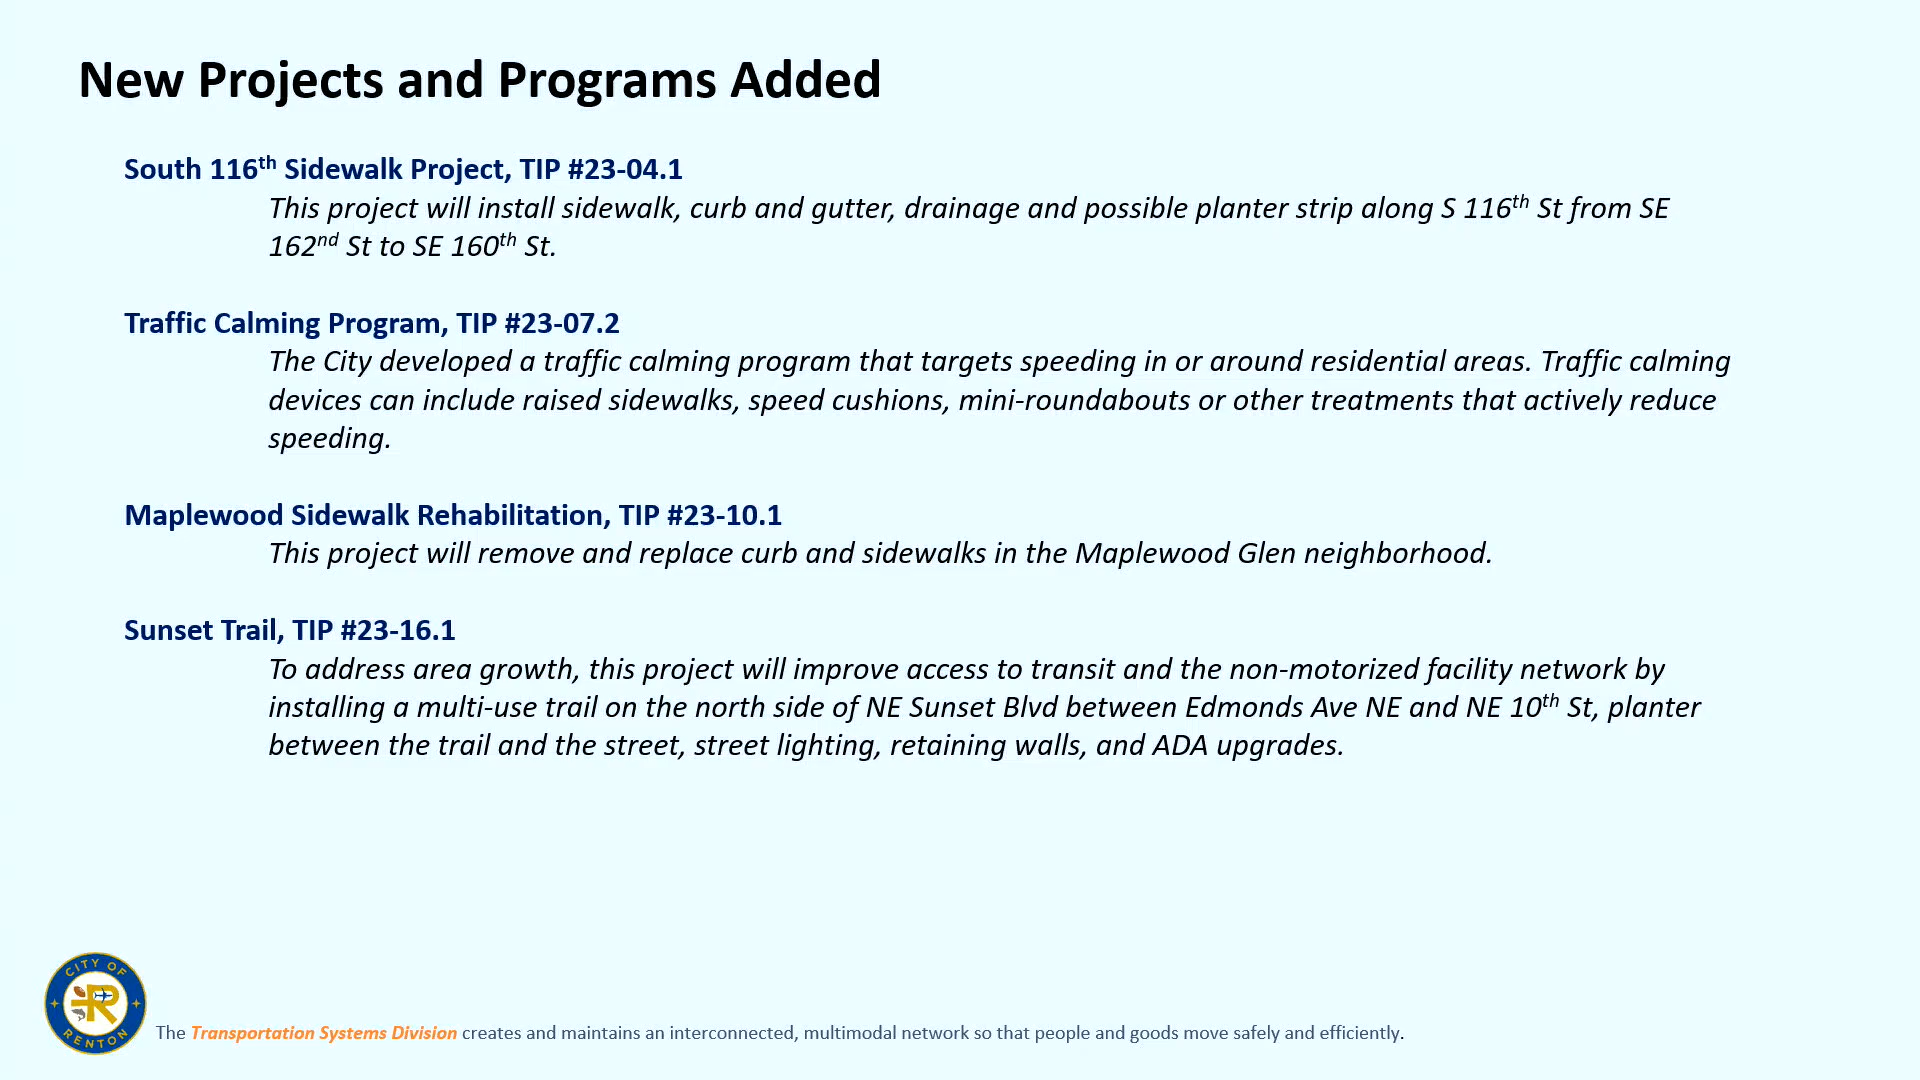 New Projects and Programs Added
South 116th Sidewalk Project, TIP #23-04.1
This project will install sidewalk, curb and gutter, drainage and possible planter strip along S 116th St from SE
162nd St to SE 160th St.
Traffic Calming Program, TIP #23-07.2
The City developed a traffic calming program that targets speeding in or around residential areas. Traffic calming
devices can include raised sidewalks, speed cushions, mini-roundabouts or other treatments that actively reduce
speeding.
Maplewood Sidewalk Rehabilitation, TIP #23-10.1
This project will remove and replace curb and sidewalks in the Maplewood Glen neighborhood.
Sunset Trail, TIP #23-16.1
To address area growth, this project will improve access to transit and the non-motorized facility network by
installing a multi-use trail on the north side of NE Sunset Blvd between Edmonds Ave NE and NE 10th St, planter
between the trail and the street, street lighting, retaining walls, and ADA upgrades.
CITY OF
R
RENTON
The Transportation Systems Division creates and maintains an interconnected, multimodal network so that people and goods move safely and efficiently.